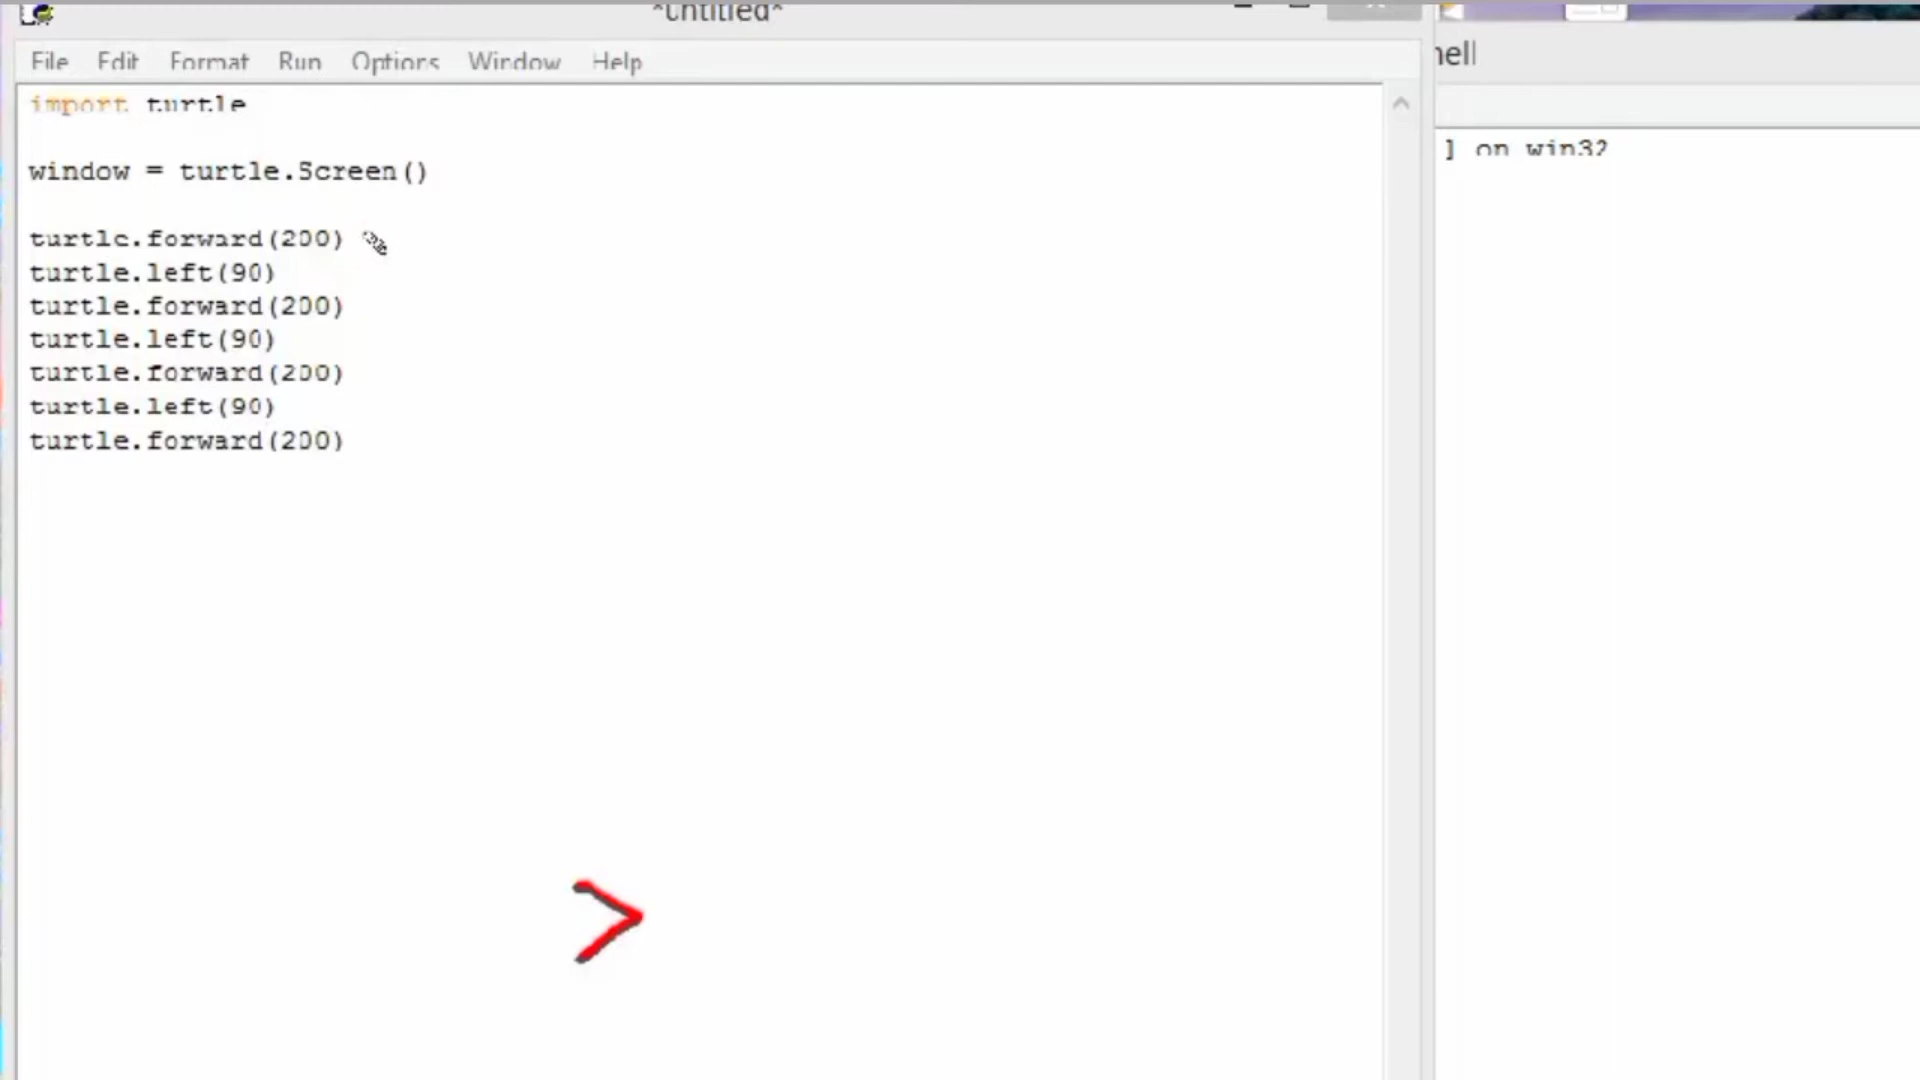 *untitled*
File Edit Format Run Options Window Help
import turtle
window = turtle.Screen()
turtle.forward(200)
turtle.left(90)
turtle.forward(200)
turtle.left(90)
turtle.forward(200)
turtle.left(90)
turtle.forward(200)
>
hell
] on win32